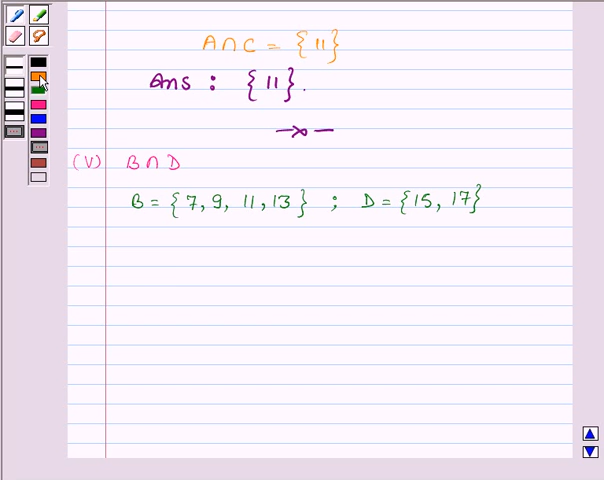 A∩C = {11}
Ans : {11}.
(V) B∩D
B = {7, 9, 11, 13} ; D = {15, 17}